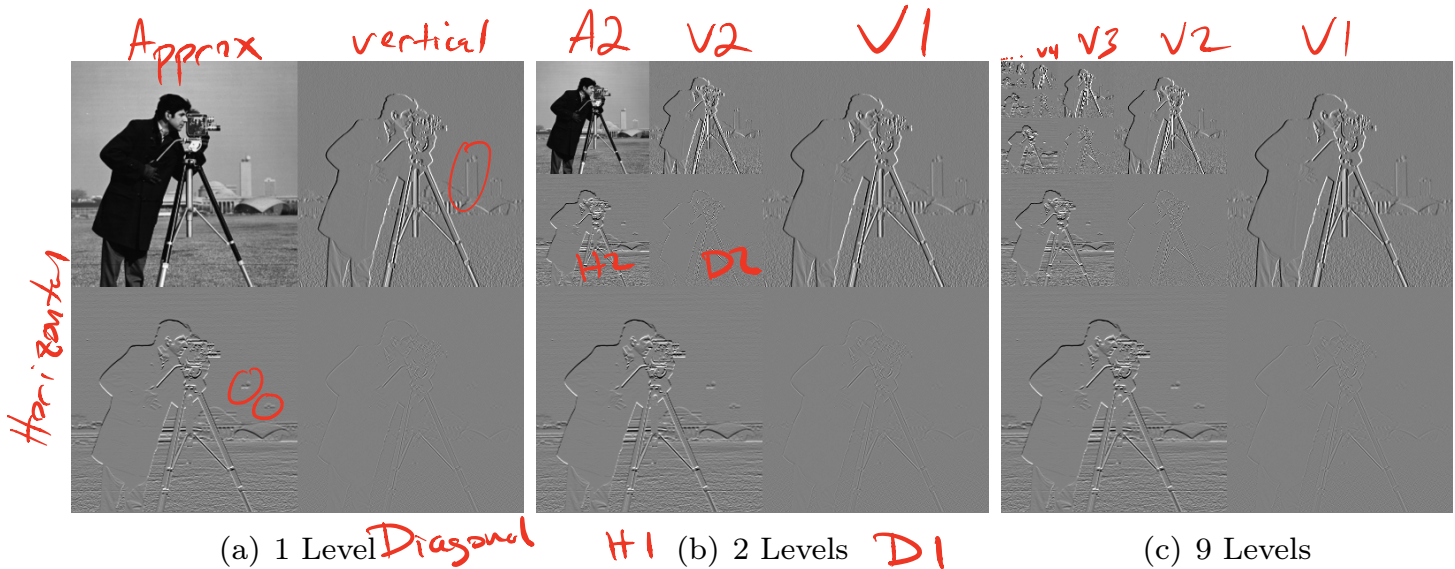 Approx vertical A2 V2 V1 .... V4 V3 V2 V1
Horizontal
H2 D2
(a) 1 Level Diagonal H1 (b) 2 Levels D1 (c) 9 Levels